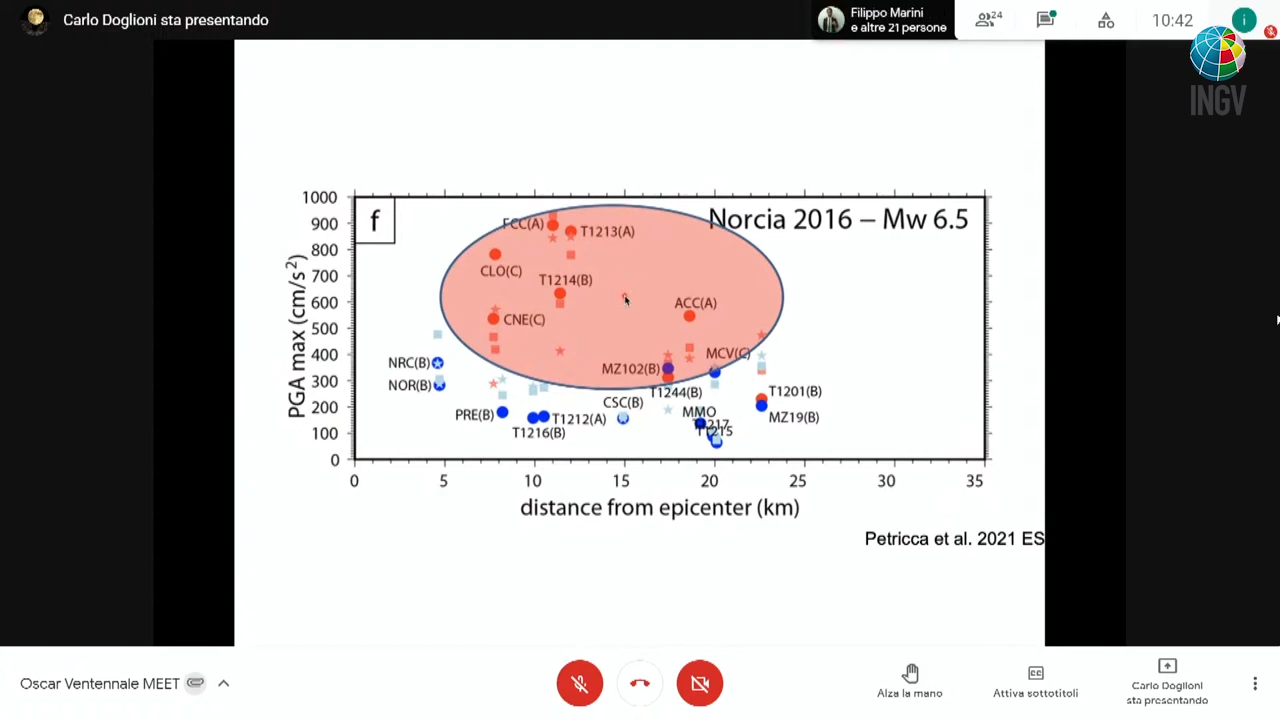 Carlo Doglioni sta presentando
Filippo Marini
e altre 21 persone
24
10:42
i
INGV
f
Norcia 2016 – Mw 6.5
PGA max (cm/s²)
1000
900
800
700
600
500
400
300
200
100
0
FCC(A)
T1213(A)
CLO(C)
T1214(B)
CNE(C)
ACC(A)
NRC(B)
MZ102(B)
MCV(C)
NOR(B)
T1244(B)
T1201(B)
CSC(B)
PRE(B)
T1212(A)
MMO
MZ19(B)
T1216(B)
T1217
T1215
0 5 10 15 20 25 30 35
distance from epicenter (km)
Petricca et al. 2021 ES
Oscar Ventennale MEET
Alza la mano
Attiva sottotitoli
Carlo Doglioni
sta presentando